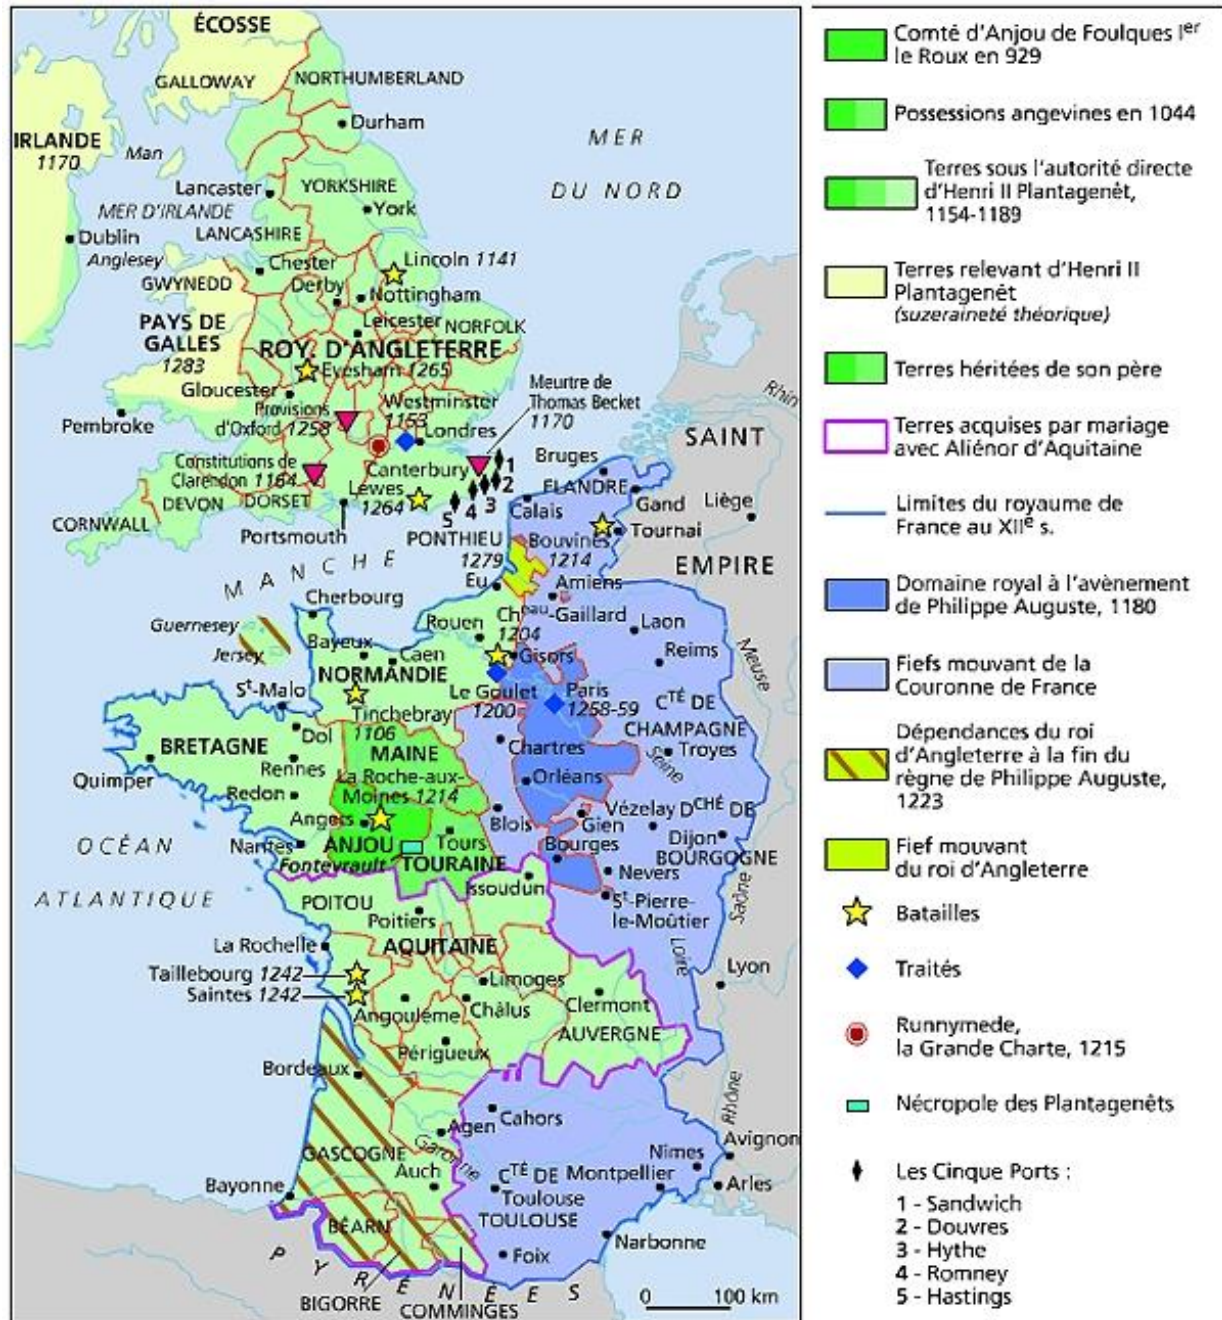 ÉCOSSE
GALLOWAY
NORTHUMBERLAND
Durham
IRLANDE
1170
Man
MER
DU NORD
Lancaster
YORKSHIRE
York
MER D'IRLANDE
LANCASHIRE
Dublin
Anglesey
Chester
Lincoln 1141
GWYNEDD
Derby
Nottingham
PAYS DE
GALLES
1283
Leicester
NORFOLK
ROY. D'ANGLETERRE
Evesham 1265
Gloucester
Pembroke
Provisions
d'Oxford 1258
Westminster
1153
Londres
Meurtre de
Thomas Becket
1170
Rhin
SAINT
EMPIRE
Constitutions de
Clarendon 1164
Canterbury
1
2
3
4
5
Bruges
FLANDRE
Gand
Liège
Calais
Tournai
DEVON
DORSET
Lewes
1264
CORNWALL
Portsmouth
PONTHIEU
1279
Bouvines
1214
MANCHE
Eu
Amiens
Cherbourg
Rouen
Chᵉᵃᵘ-Gaillard
1204
Laon
Guernesey
Jersey
Bayeux
Caen
Gisors
Reims
Meuse
NORMANDIE
Sᵗ-Malo
Le Goulet
1200
Paris
1258-59
CᵀÉ DE
CHAMPAGNE
Tinchebray
1106
Dol
BRETAGNE
MAINE
Chartres
Troyes
Seine
Quimper
Rennes
La Roche-aux-
Moines 1214
Orléans
Redon
Vézelay
DᶜᴴÉ DE
BOURGOGNE
Angers
Blois
Gien
Dijon
OCÉAN
ATLANTIQUE
Nantes
ANJOU
Tours
Bourges
Fontevrault
TOURAINE
Nevers
Issoudun
Sᵗ-Pierre-
le-Moûtier
Saône
POITOU
Poitiers
La Rochelle
AQUITAINE
Loire
Lyon
Taillebourg 1242
Saintes 1242
Limoges
Clermont
Angoulême
Châlus
AUVERGNE
Périgueux
Bordeaux
Rhône
Cahors
Agen
Garonne
Avignon
GASCOGNE
Nîmes
Auch
CᵀÉ DE
TOULOUSE
Montpellier
Bayonne
Toulouse
Arles
BÉARN
Narbonne
Foix
PYRÉNÉES
BIGORRE
COMMINGES
0 100 km
Comté d'Anjou de Foulques Iᵉʳ
le Roux en 929
Possessions angevines en 1044
Terres sous l'autorité directe
d'Henri II Plantagenêt,
1154-1189
Terres relevant d'Henri II
Plantagenêt
(suzeraineté théorique)
Terres héritées de son père
Terres acquises par mariage
avec Aliénor d'Aquitaine
Limites du royaume de
France au XIIᵉ s.
Domaine royal à l'avènement
de Philippe Auguste, 1180
Fiefs mouvant de la
Couronne de France
Dépendances du roi
d'Angleterre à la fin du
règne de Philippe Auguste,
1223
Fief mouvant
du roi d'Angleterre
Batailles
Traités
Runnymede,
la Grande Charte, 1215
Nécropole des Plantagenêts
Les Cinque Ports :
1 - Sandwich
2 - Douvres
3 - Hythe
4 - Romney
5 - Hastings